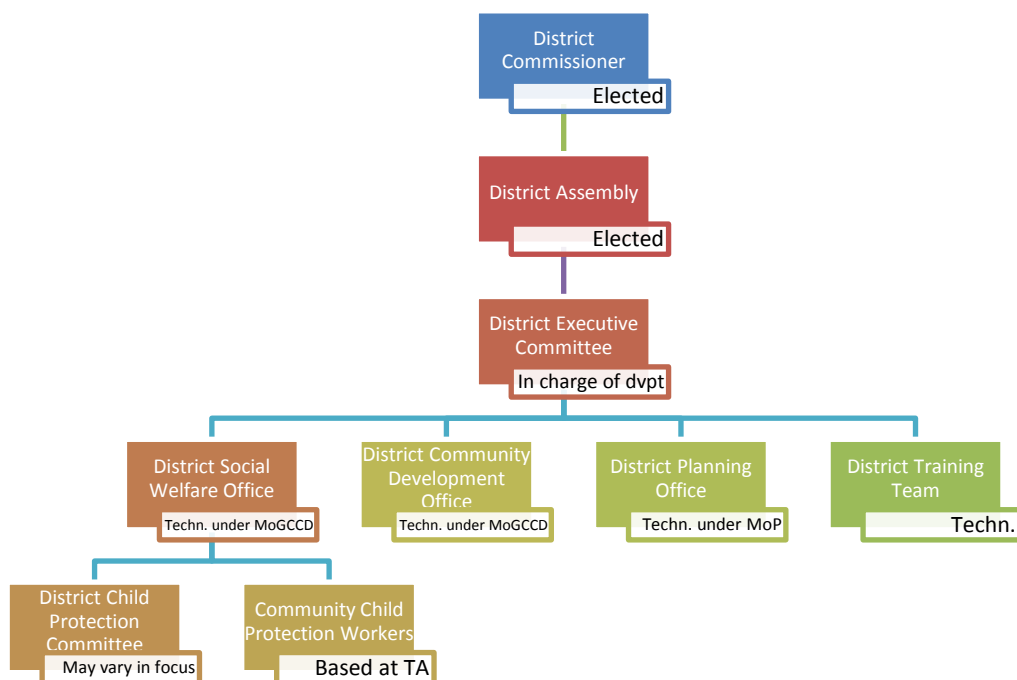 District
Commissioner
Elected
District Assembly
Elected
District Executive
Committee
In charge of dvpt
District Social
Welfare Office
Techn. under MoGCCD
District Community
Development
Office
Techn. under MoGCCD
District Planning
Office
Techn. under MoP
District Training
Team
Techn.
District Child
Protection
Committee
May vary in focus
Community Child
Protection Workers
Based at TA